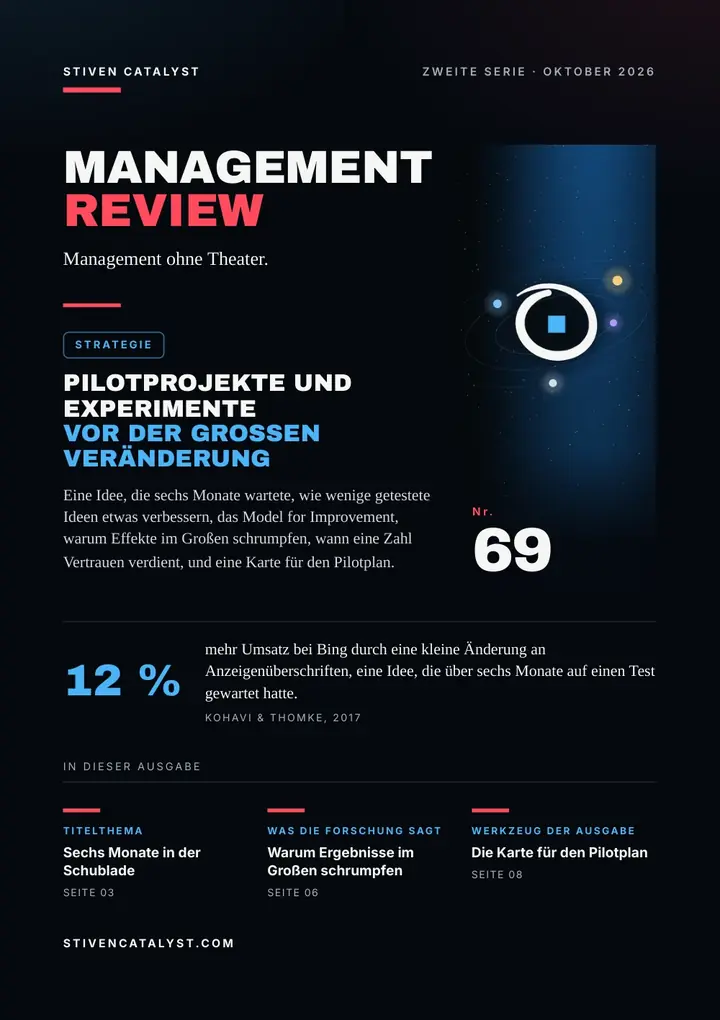 STIVEN CATALYST
ZWEITE SERIE · OKTOBER 2026
MANAGEMENT
REVIEW
Management ohne Theater.
STRATEGIE
PILOTPROJEKTE UND
EXPERIMENTE
VOR DER GROSSEN
VERÄNDERUNG
Eine Idee, die sechs Monate wartete, wie wenige getestete
Ideen etwas verbessern, das Model for Improvement,
warum Effekte im Großen schrumpfen, wann eine Zahl
Vertrauen verdient, und eine Karte für den Pilotplan.
Nr.
69
12 %
mehr Umsatz bei Bing durch eine kleine Änderung an
Anzeigenüberschriften, eine Idee, die über sechs Monate auf einen Test
gewartet hatte.
KOHAVI & THOMKE, 2017
IN DIESER AUSGABE
TITELTHEMA
Sechs Monate in der
Schublade
SEITE 03
WAS DIE FORSCHUNG SAGT
Warum Ergebnisse im
Großen schrumpfen
SEITE 06
WERKZEUG DER AUSGABE
Die Karte für den Pilotplan
SEITE 08
STIVENCATALYST.COM